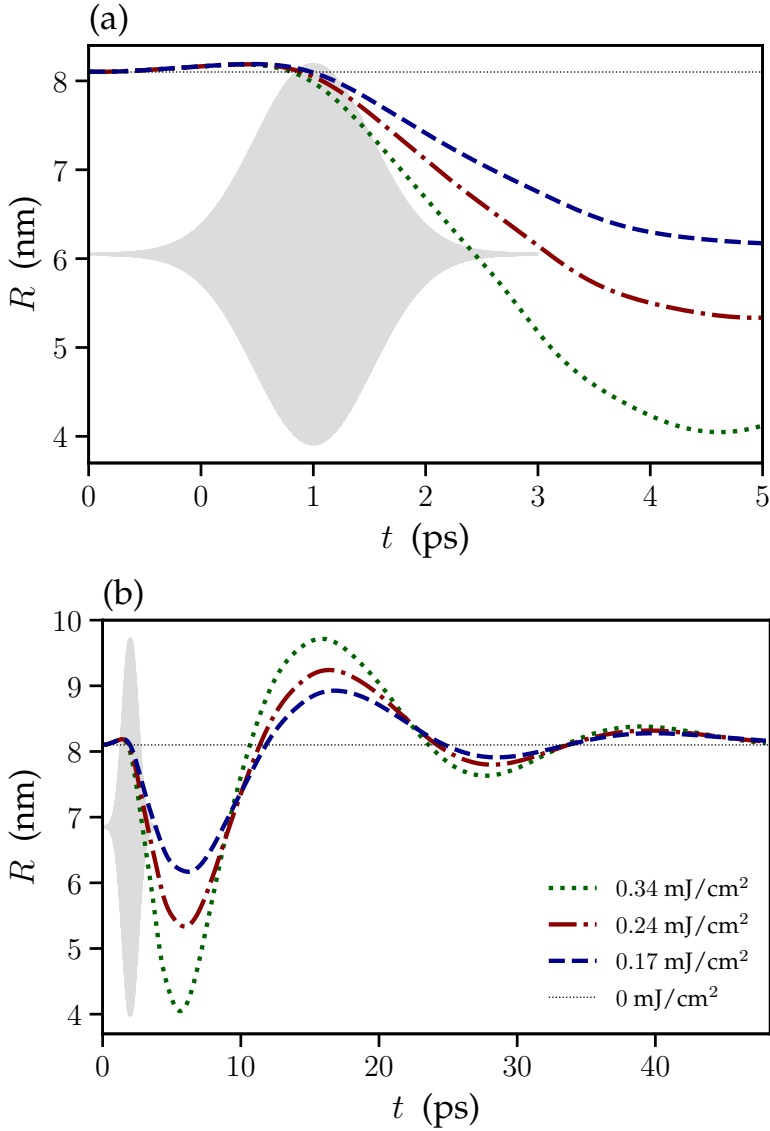 (a)
8
7
6
5
4
R (nm)
0 0 1 2 3 4 5
t (ps)
(b)
10
9
8
7
6
5
4
R (nm)
0.34 mJ/cm²
0.24 mJ/cm²
0.17 mJ/cm²
0 mJ/cm²
0 10 20 30 40
t (ps)